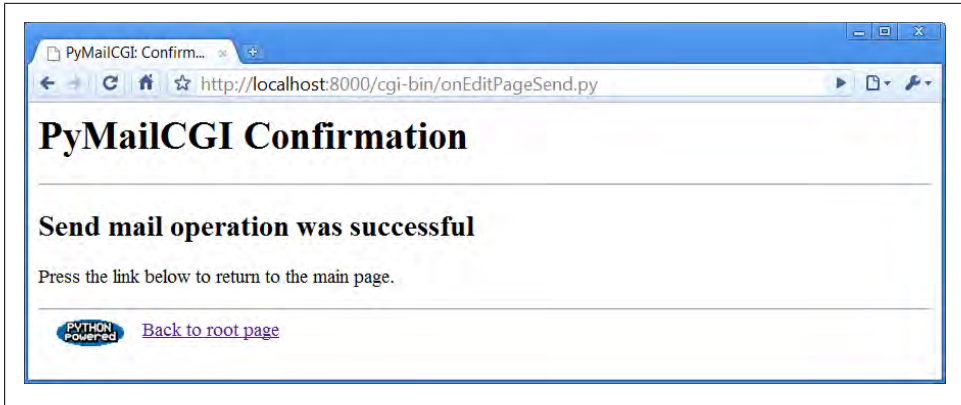 PyMailCGI: Confirm...
http://localhost:8000/cgi-bin/onEditPageSend.py
PyMailCGI Confirmation
Send mail operation was successful
Press the link below to return to the main page.
PYTHON
Powered
Back to root page